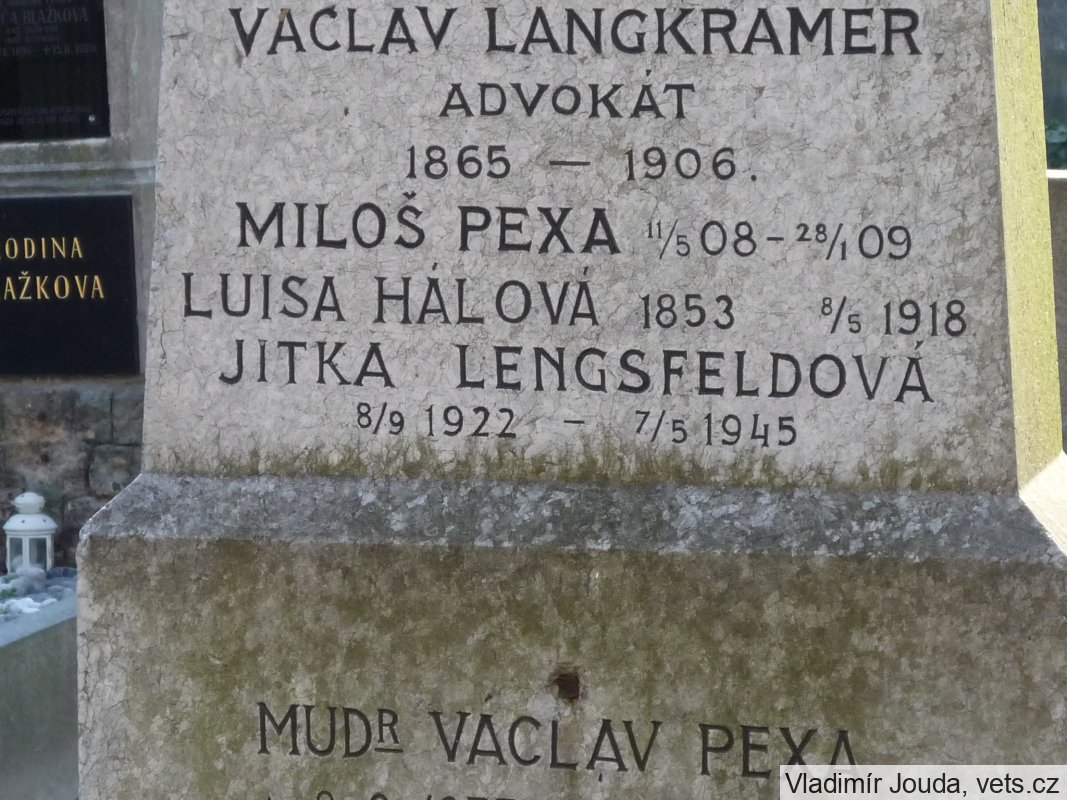 VÁCLAV LANGKRAMER
ADVOKÁT
1865 — 1906.
MILOŠ PEXA 11/5 08 - 28/1 09
LUISA HÁLOVÁ 1853 8/5 1918
JITKA LENGSFELDOVÁ
8/9 1922 — 7/5 1945
MUDR VÁCLAV PEXA
BLAŽKOVÁ
ODINA
AŽKOVA
Vladimír Jouda, vets.cz